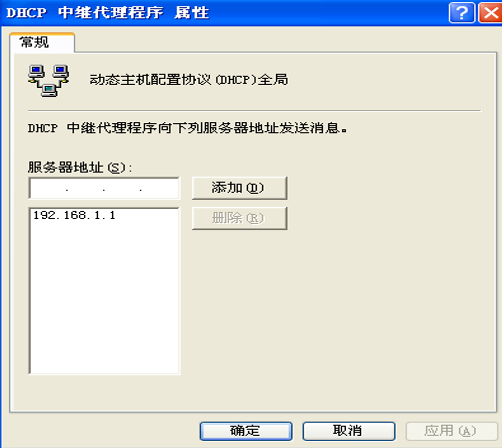 DHCP 中继代理程序 属性
常规
动态主机配置协议(DHCP)全局
DHCP 中继代理程序向下列服务器地址发送消息。
服务器地址(S):
. . .
添加(D)
192.168.1.1
删除(R)
确定
取消
应用(A)